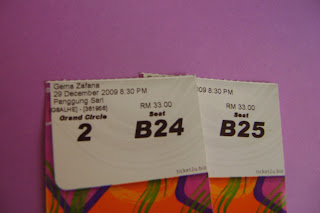 Gema Zafana
29 December 2009 8:30 PM
Panggung Sari
RM 33.00
Grand Circle
Seat
2
B24
8:30 PM
RM 33.00
Seat
B25